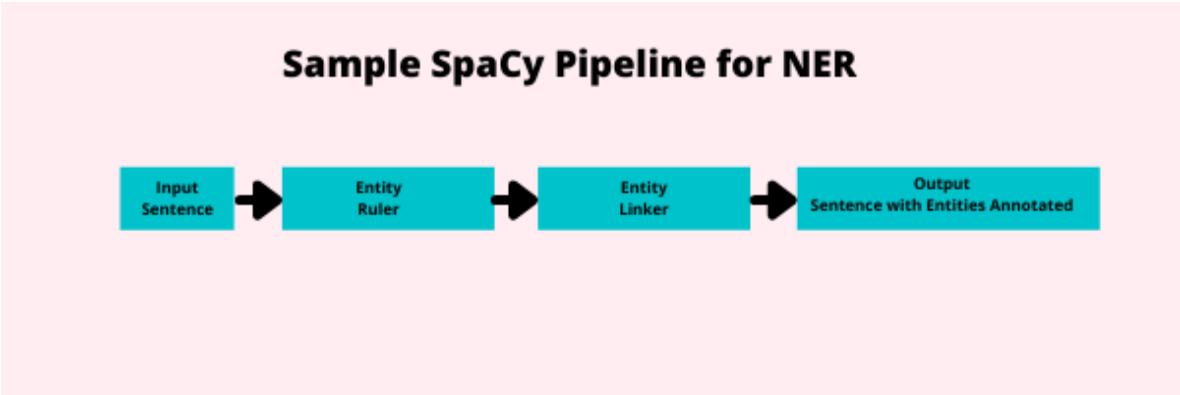 Sample SpaCy Pipeline for NER
Input
Sentence
Entity
Ruler
Entity
Linker
Output
Sentence with Entities Annotated